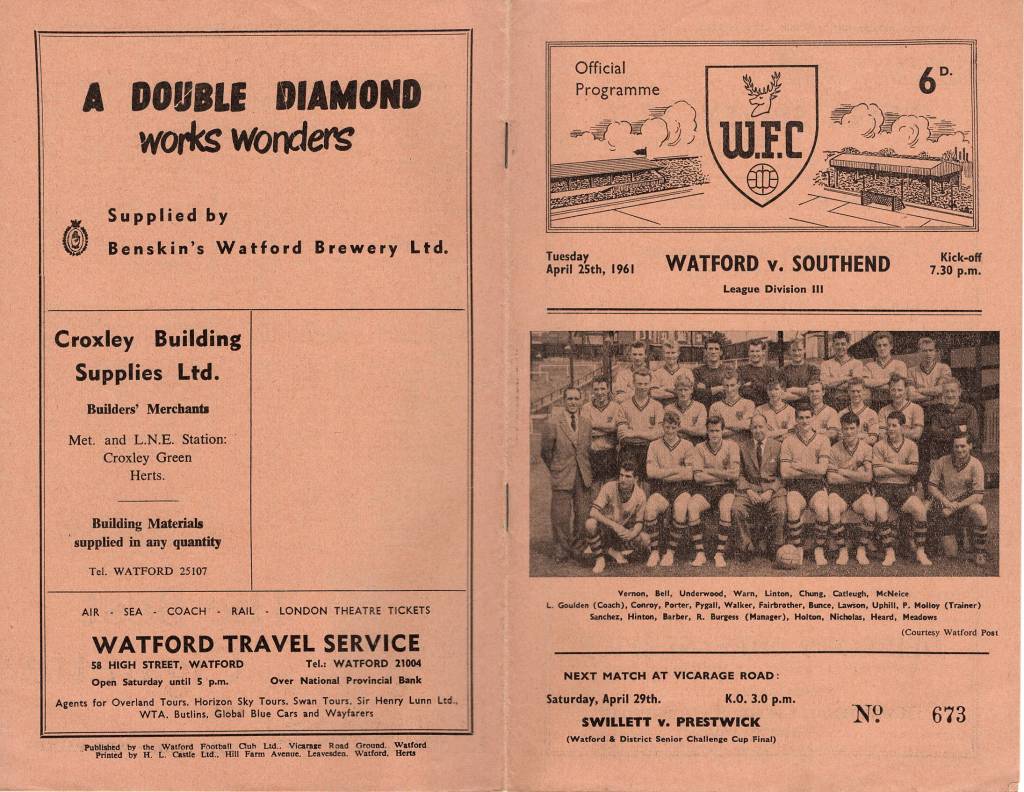 A DOUBLE DIAMOND
works wonders
Supplied by
Benskin's Watford Brewery Ltd.
Croxley Building
Supplies Ltd.
Builders' Merchants
Met. and L.N.E. Station:
Croxley Green
Herts.
Building Materials
supplied in any quantity
Tel. WATFORD 25107
AIR - SEA - COACH - RAIL - LONDON THEATRE TICKETS
WATFORD TRAVEL SERVICE
58 HIGH STREET, WATFORD Tel.: WATFORD 21004
Open Saturday until 5 p.m. Over National Provincial Bank
Agents for Overland Tours, Horizon Sky Tours, Swan Tours, Sir Henry Lunn Ltd.,
WTA, Butlins, Global Blue Cars and Wayfarers
Published by the Watford Football Club Ltd., Vicarage Road Ground, Watford
Printed by H. L. Castle Ltd., Hill Farm Avenue, Leavesden, Watford, Herts
Official
Programme
6D.
W.F.C
Tuesday
April 25th, 1961
WATFORD v. SOUTHEND
League Division III
Kick-off
7.30 p.m.
Vernon, Bell, Underwood, Warn, Linton, Chung, Catleugh, McNeice
L. Goulden (Coach), Conroy, Porter, Pygall, Walker, Fairbrother, Bunce, Lawson, Uphill, P. Molloy (Trainer)
Sanchez, Hinton, Barber, R. Burgess (Manager), Holton, Nicholas, Heard, Meadows
(Courtesy Watford Post
NEXT MATCH AT VICARAGE ROAD:
Saturday, April 29th. K.O. 3.0 p.m.
SWILLETT v. PRESTWICK
(Watford & District Senior Challenge Cup Final)
No 673